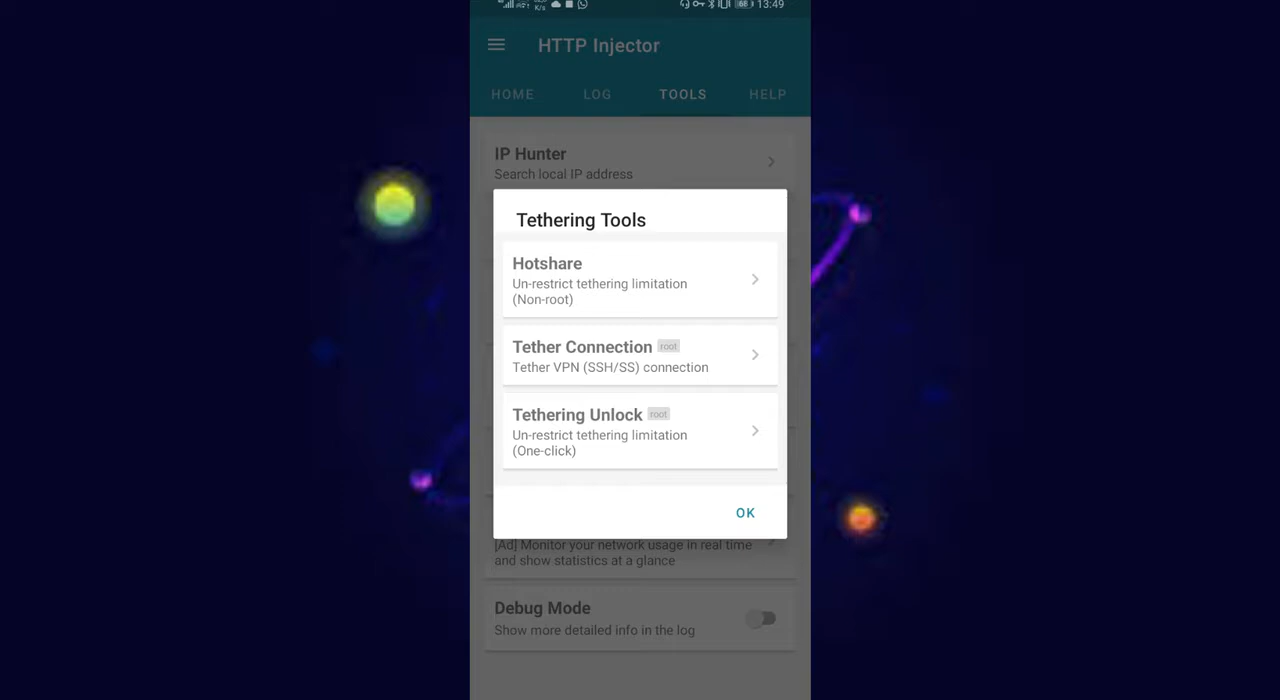 K/s 68 13:49
HTTP Injector
HOME LOG TOOLS HELP
IP Hunter
Search local IP address
Tethering Tools
Hotshare
Un-restrict tethering limitation
(Non-root)
Tether Connection root
Tether VPN (SSH/SS) connection
Tethering Unlock root
Un-restrict tethering limitation
(One-click)
OK
[Ad] Monitor your network usage in real time
and show statistics at a glance
Debug Mode
Show more detailed info in the log